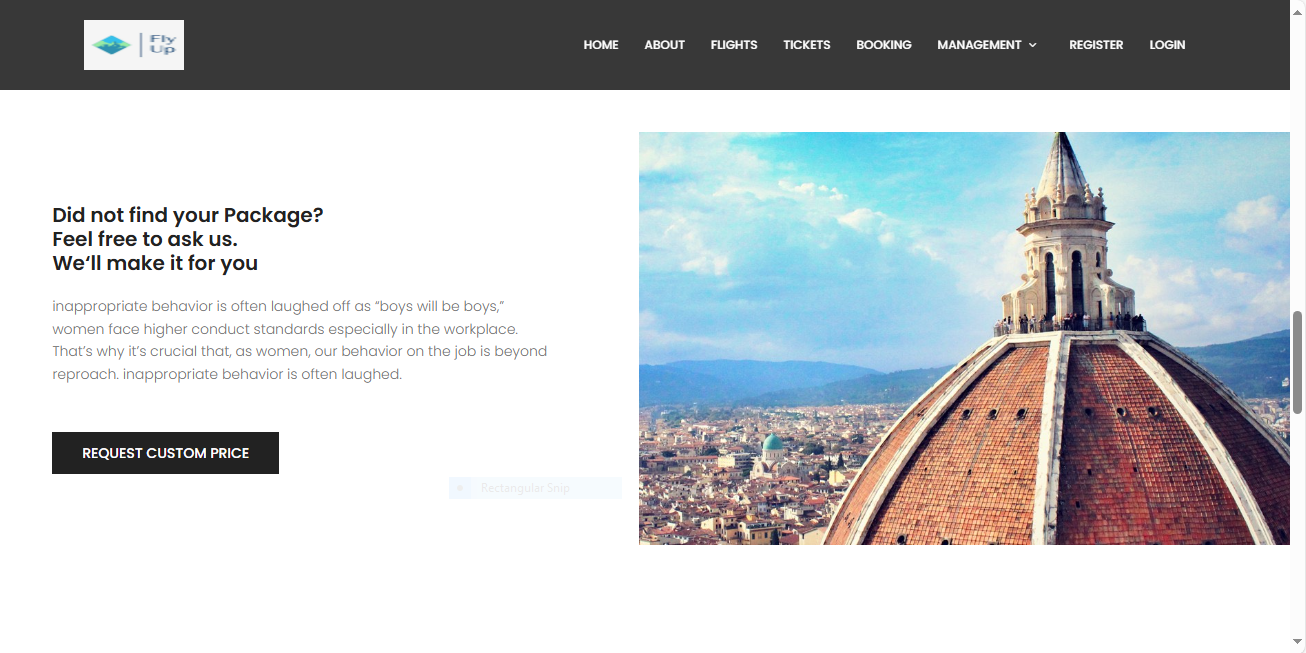 Fly
Up
HOME ABOUT FLIGHTS TICKETS BOOKING MANAGEMENT REGISTER LOGIN
Did not find your Package?
Feel free to ask us.
We‘ll make it for you
inappropriate behavior is often laughed off as “boys will be boys,”
women face higher conduct standards especially in the workplace.
That’s why it’s crucial that, as women, our behavior on the job is beyond
reproach. inappropriate behavior is often laughed.
REQUEST CUSTOM PRICE
Rectangular Snip